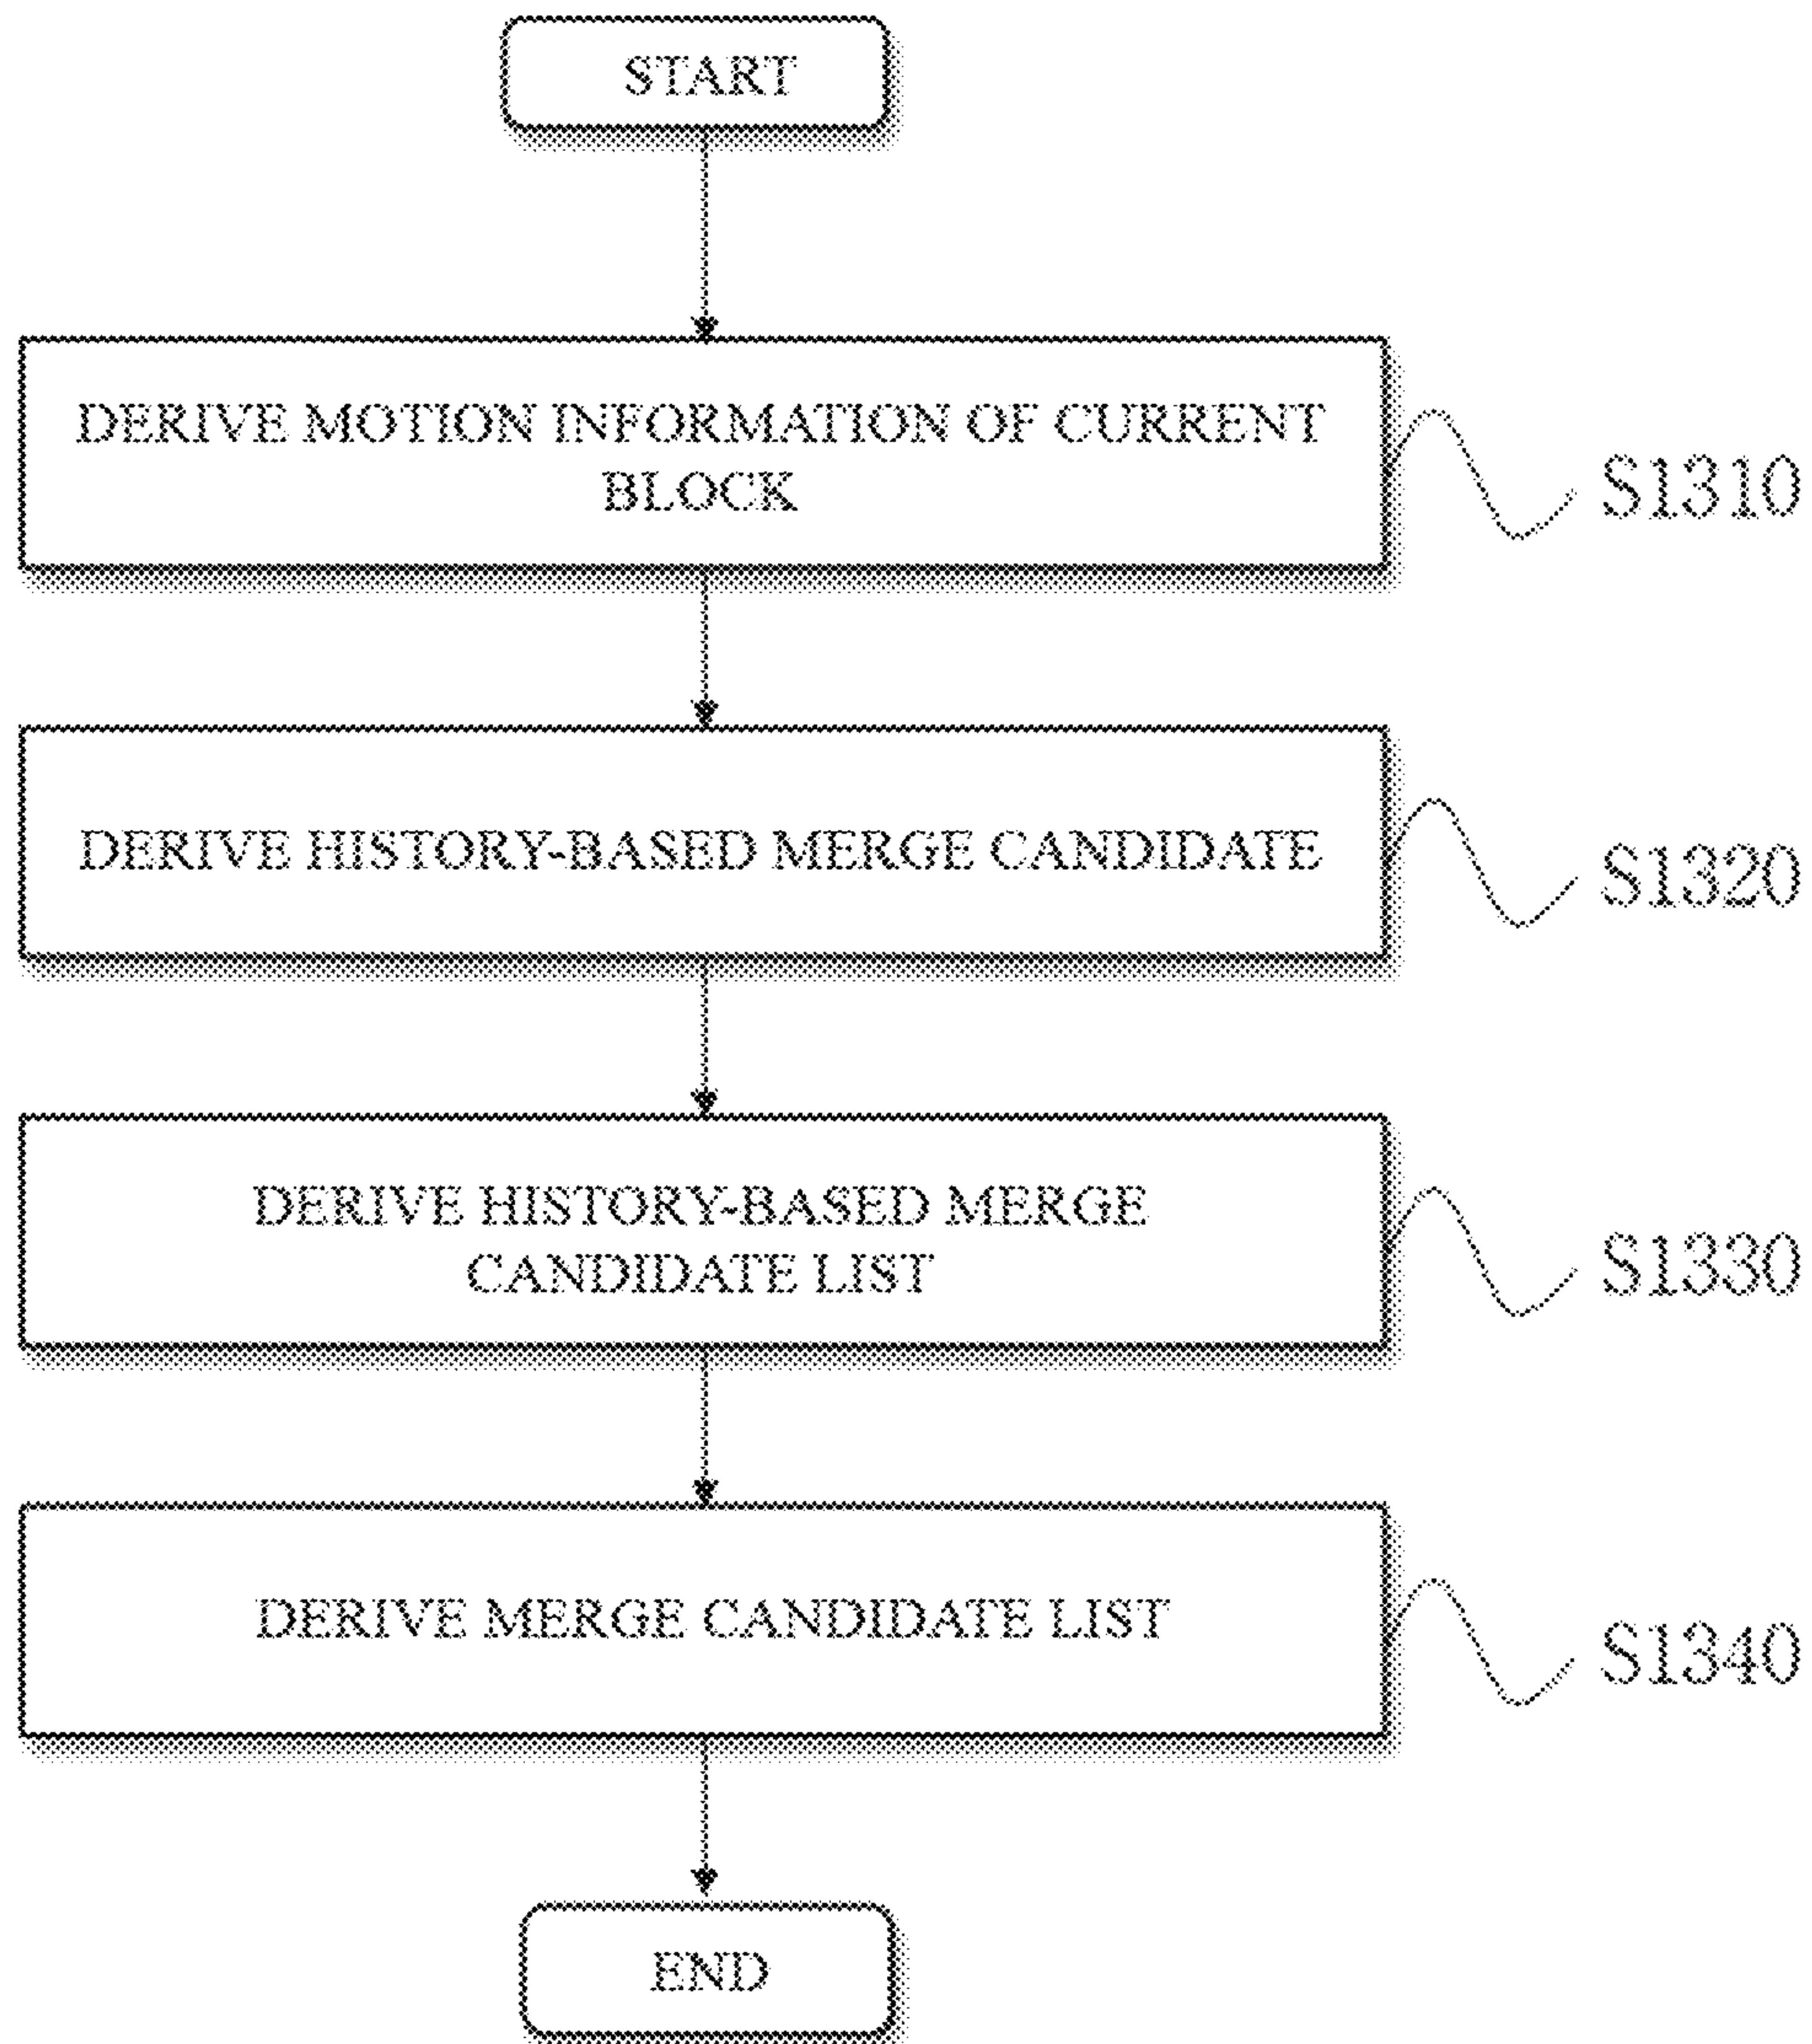 START
DERIVE MOTION INFORMATION OF CURRENT
BLOCK
S1310
DERIVE HISTORY-BASED MERGE CANDIDATE
S1320
DERIVE HISTORY-BASED MERGE
CANDIDATE LIST
S1330
DERIVE MERGE CANDIDATE LIST
S1340
END